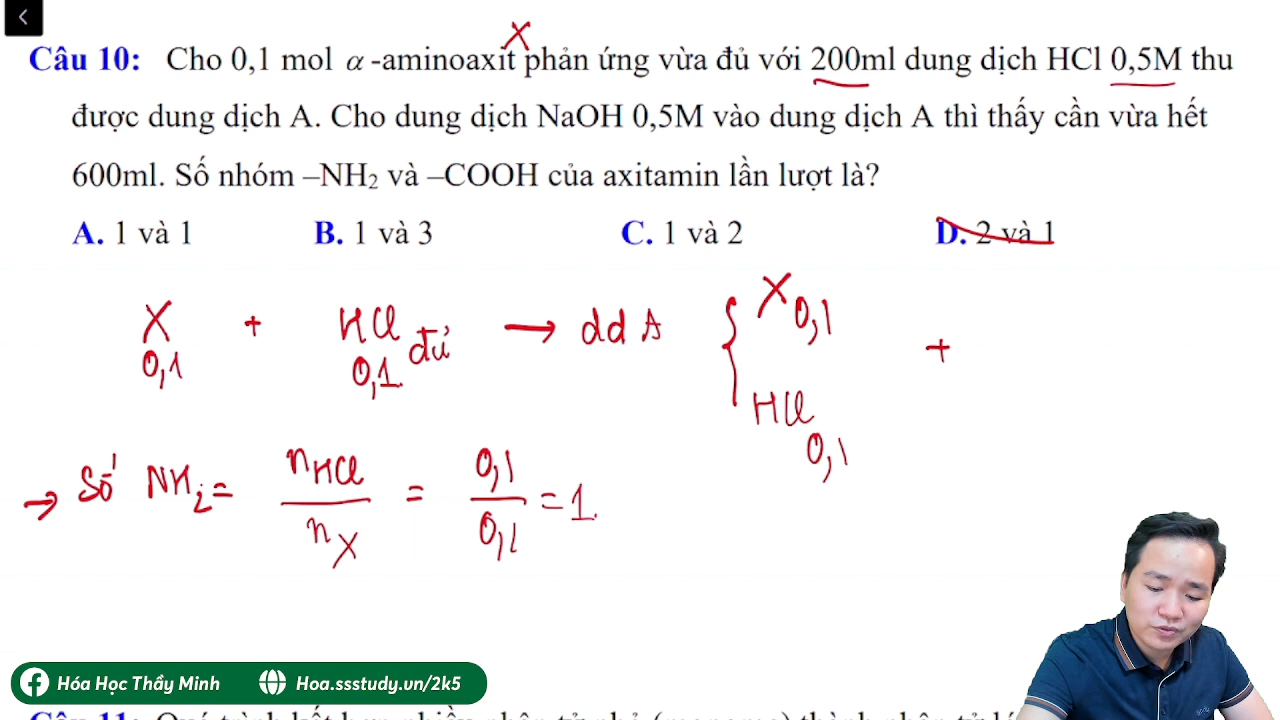 X
Câu 10: Cho 0,1 mol α-aminoaxit phản ứng vừa đủ với 200ml dung dịch HCl 0,5M thu
được dung dịch A. Cho dung dịch NaOH 0,5M vào dung dịch A thì thấy cần vừa hết
600ml. Số nhóm –NH₂ và –COOH của axitamin lần lượt là?
A. 1 và 1 B. 1 và 3 C. 1 và 2 D. 2 và 1
X + HCl đủ → dd A { X 0,1 +
0,1 0,1
HCl 0,1
→ Số NH₂ = nHCl / nX = 0,1 / 0,1 = 1
Hóa Học Thầy Minh Hoa.ssstudy.vn/2k5